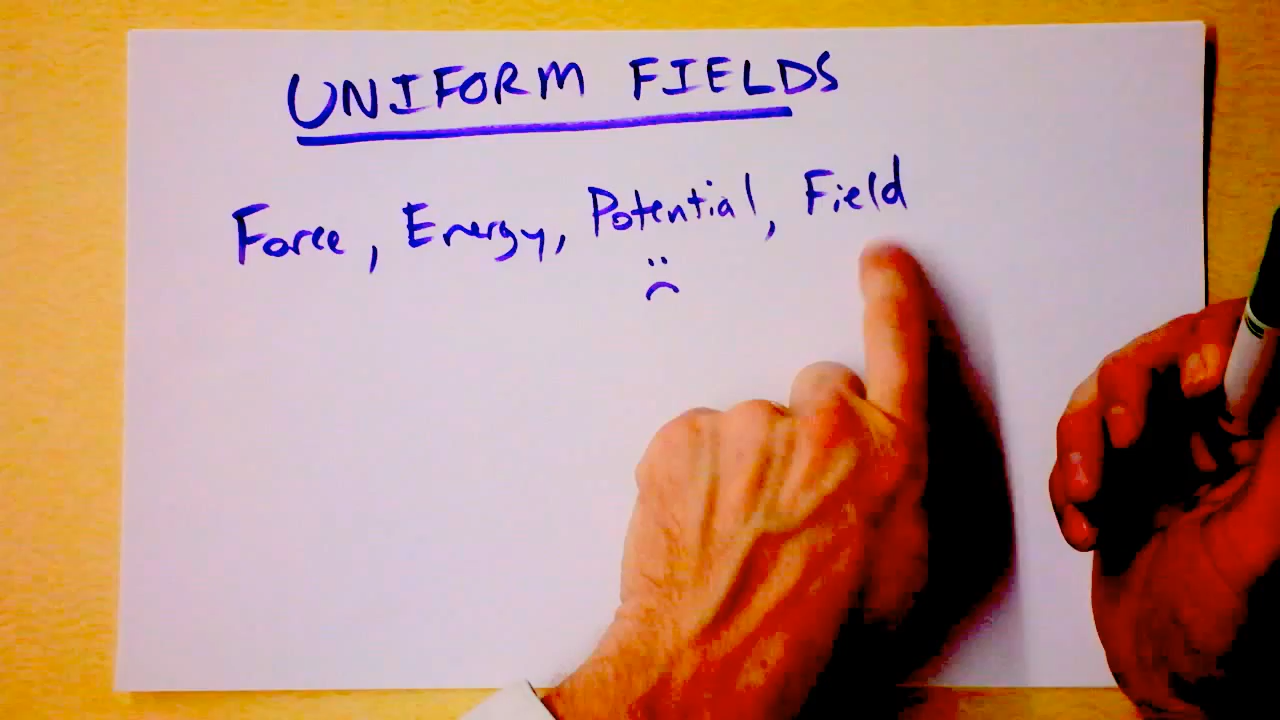 UNIFORM FIELDS
Force, Energy, Potential, Field